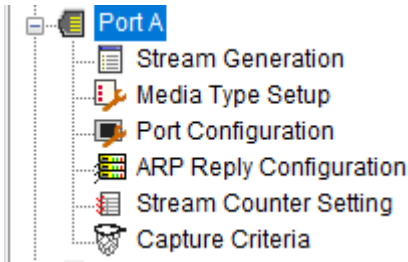 Port A
Stream Generation
Media Type Setup
Port Configuration
ARP Reply Configuration
Stream Counter Setting
Capture Criteria